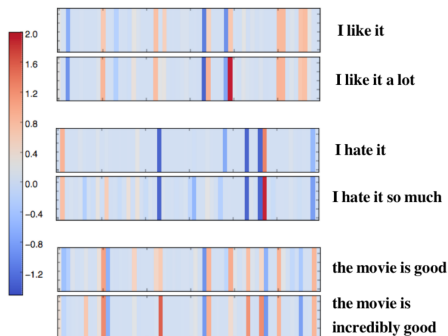 I like it
2.0
I like it a lot
1.6
1.2
0.8
I hate it
0.4
0.0
I hate it so much
−0.4
−0.8
the movie is good
−1.2
the movie is
incredibly good